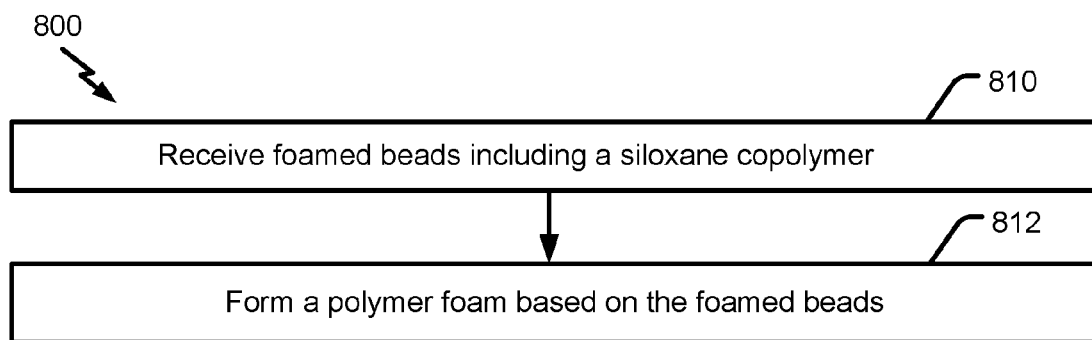 800
810
Receive foamed beads including a siloxane copolymer
812
Form a polymer foam based on the foamed beads